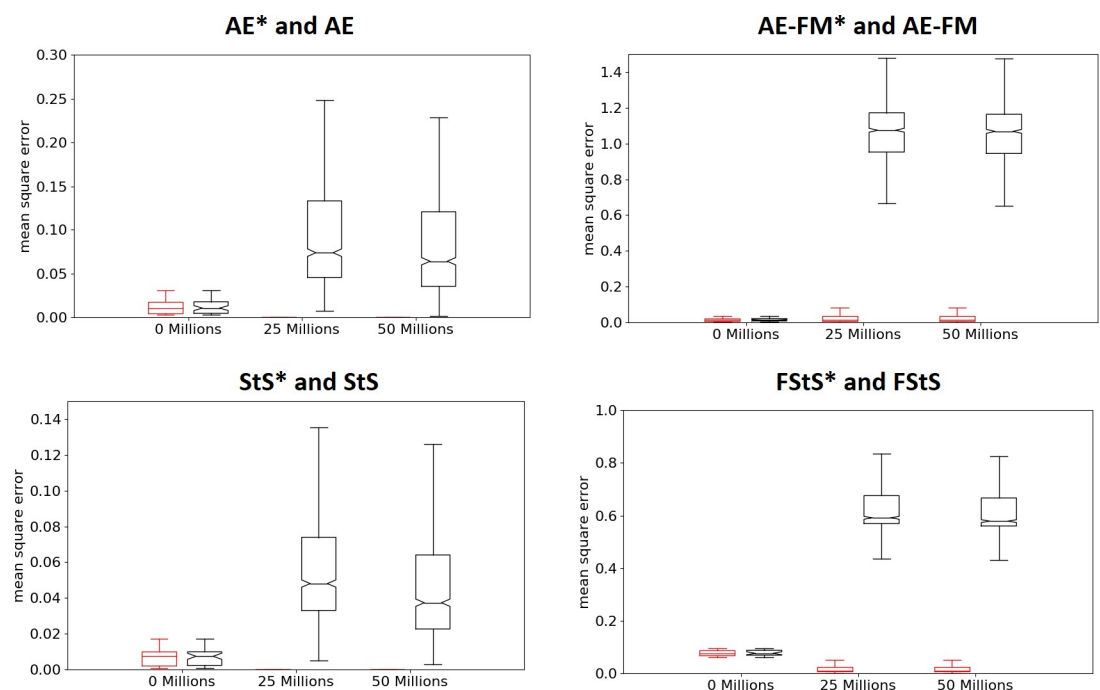 AE* and AE
0.30
0.25
0.20
0.15
0.10
0.05
0.00
mean square error
0 Millions
25 Millions
50 Millions
AE-FM* and AE-FM
1.4
1.2
1.0
0.8
0.6
0.4
0.2
0.0
mean square error
0 Millions
25 Millions
50 Millions
StS* and StS
0.14
0.12
0.10
0.08
0.06
0.04
0.02
0.00
mean square error
0 Millions
25 Millions
50 Millions
FStS* and FStS
1.0
0.8
0.6
0.4
0.2
0.0
mean square error
0 Millions
25 Millions
50 Millions